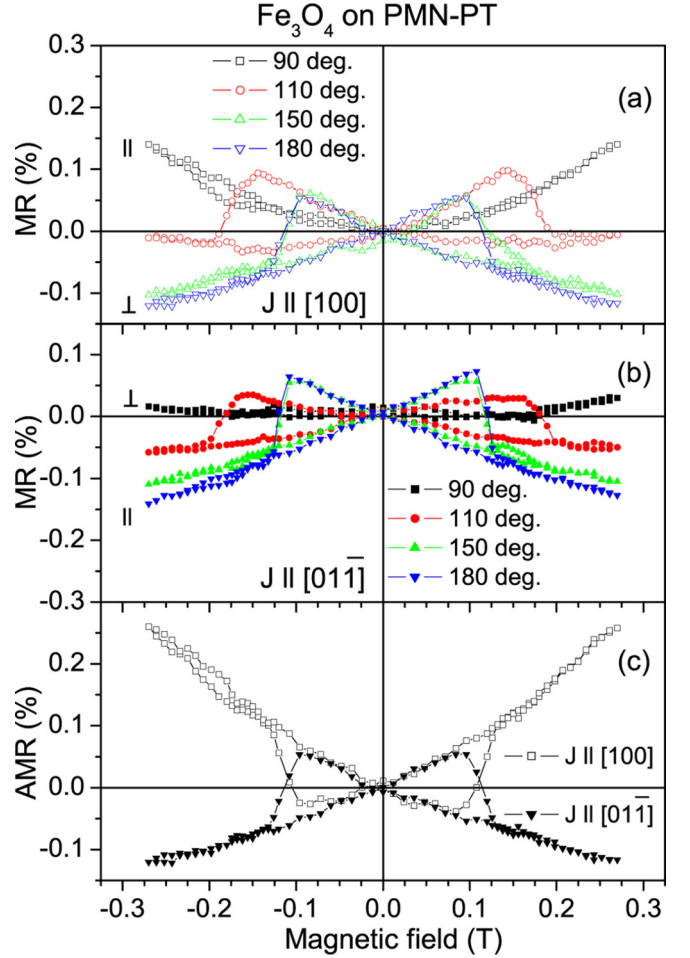 Fe₃O₄ on PMN-PT
0.3
0.2
0.1
0.0
-0.1
MR (%)
90 deg.
110 deg.
150 deg.
180 deg.
(a)
||
⊥
J || [100]
0.1
0.0
-0.1
-0.2
-0.3
MR (%)
(b)
⊥
||
90 deg.
110 deg.
150 deg.
180 deg.
J || [011̅]
0.2
0.1
0.0
-0.1
AMR (%)
(c)
J || [100]
J || [011̅]
-0.3 -0.2 -0.1 0.0 0.1 0.2 0.3
Magnetic field (T)